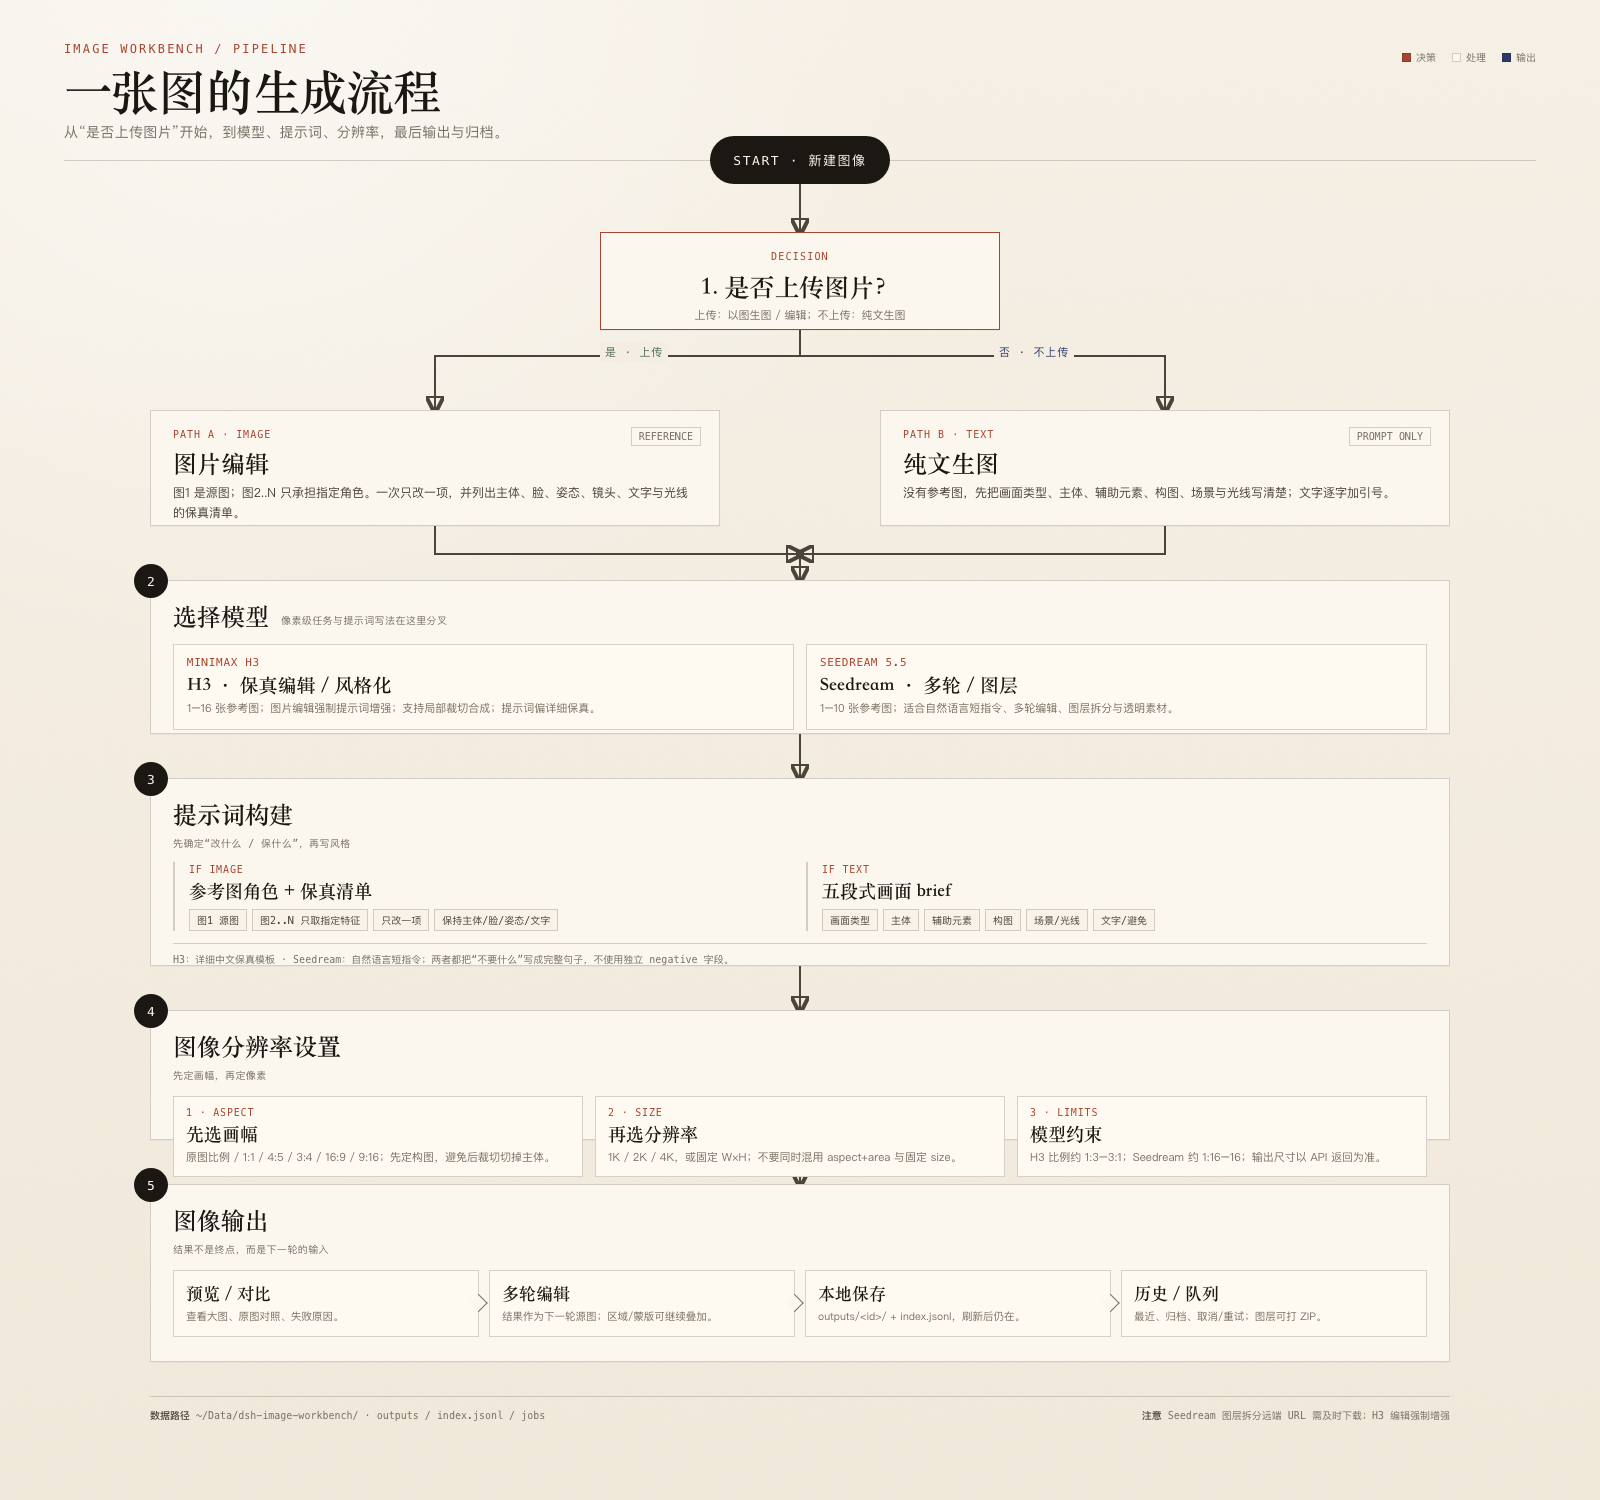 IMAGE WORKBENCH / PIPELINE
一张图的生成流程
从“是否上传图片”开始，到模型、提示词、分辨率，最后输出与归档。
决策
处理
输出
START · 新建图像
DECISION
1. 是否上传图片?
上传：以图生图 / 编辑；不上传：纯文生图
是 · 上传
否 · 不上传
PATH A · IMAGE
REFERENCE
图片编辑
图1 是源图；图2..N 只承担指定角色。一次只改一项，并列出主体、脸、姿态、镜头、文字与光线
的保真清单。
PATH B · TEXT
PROMPT ONLY
纯文生图
没有参考图，先把画面类型、主体、辅助元素、构图、场景与光线写清楚；文字逐字加引号。
2
选择模型
像素级任务与提示词写法在这里分叉
MINIMAX H3
H3 · 保真编辑 / 风格化
1—16 张参考图；图片编辑强制提示词增强；支持局部裁切合成；提示词偏详细保真。
SEEDREAM 5.5
Seedream · 多轮 / 图层
1—10 张参考图；适合自然语言短指令、多轮编辑、图层拆分与透明素材。
3
提示词构建
先确定“改什么 / 保什么”，再写风格
IF IMAGE
参考图角色 + 保真清单
图1 源图
图2..N 只取指定特征
只改一项
保持主体/脸/姿态/文字
IF TEXT
五段式画面 brief
画面类型
主体
辅助元素
构图
场景/光线
文字/避免
H3：详细中文保真模板 · Seedream：自然语言短指令；两者都把“不要什么”写成完整句子，不使用独立 negative 字段。
4
图像分辨率设置
先定画幅，再定像素
1 · ASPECT
先选画幅
原图比例 / 1:1 / 4:5 / 3:4 / 16:9 / 9:16；先定构图，避免后裁切切掉主体。
2 · SIZE
再选分辨率
1K / 2K / 4K，或固定 W×H；不要同时混用 aspect+area 与固定 size。
3 · LIMITS
模型约束
H3 比例约 1:3—3:1；Seedream 约 1:16—16；输出尺寸以 API 返回为准。
5
图像输出
结果不是终点，而是下一轮的输入
预览 / 对比
查看大图、原图对照、失败原因。
多轮编辑
结果作为下一轮源图；区域/蒙版可继续叠加。
本地保存
outputs/<id>/ + index.jsonl，刷新后仍在。
历史 / 队列
最近、归档、取消/重试；图层可打 ZIP。
数据路径 ~/Data/dsh-image-workbench/ · outputs / index.jsonl / jobs
注意 Seedream 图层拆分远端 URL 需及时下载；H3 编辑强制增强